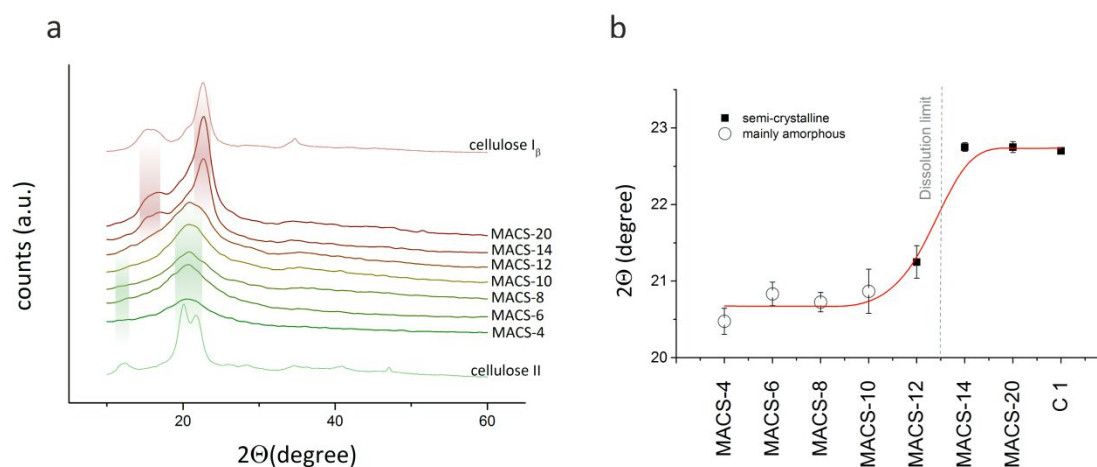 a
cellulose Iβ
MACS-20
MACS-14
MACS-12
MACS-10
MACS-8
MACS-6
MACS-4
cellulose II
counts (a.u.)
20
40
60
2Θ(degree)
b
semi-crystalline
mainly amorphous
Dissolution limit
23
22
21
20
2Θ (degree)
MACS-4
MACS-6
MACS-8
MACS-10
MACS-12
MACS-14
MACS-20
C 1